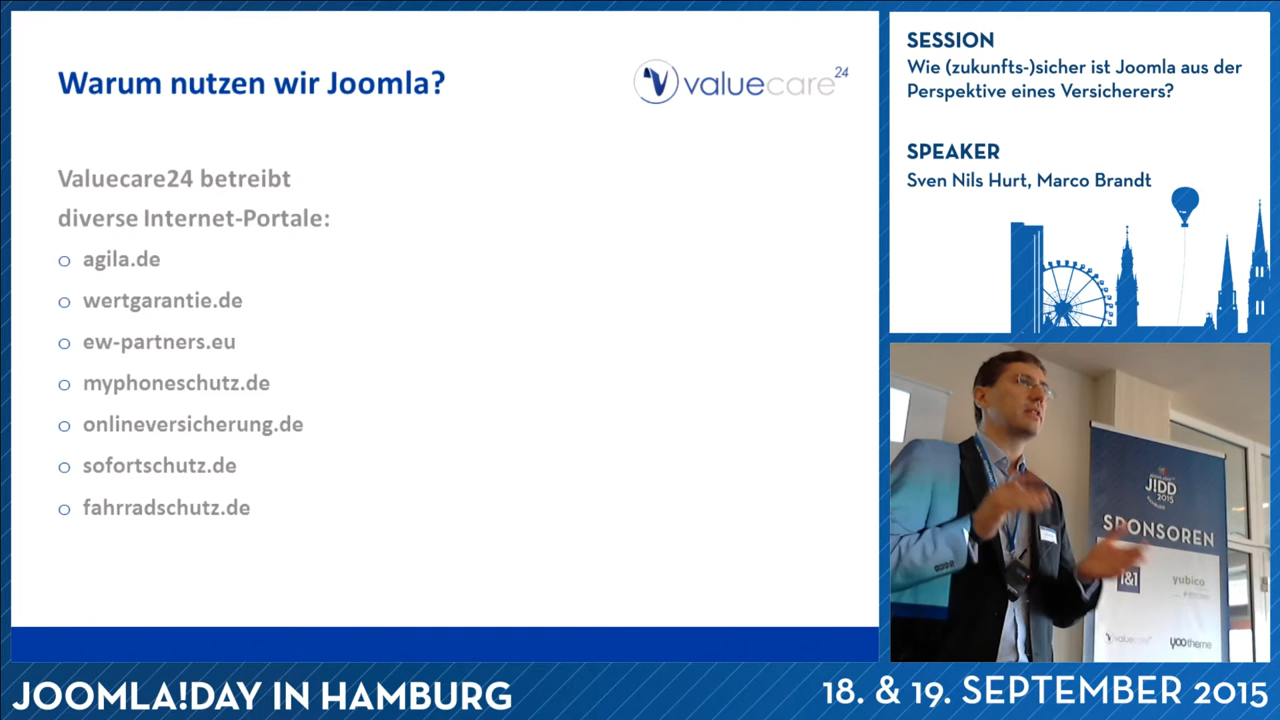 Warum nutzen wir Joomla?
valuecare24
Valuecare24 betreibt
diverse Internet-Portale:
agila.de
wertgarantie.de
ew-partners.eu
myphoneschutz.de
onlineversicherung.de
sofortschutz.de
fahrradschutz.de
SESSION
Wie (zukunfts-)sicher ist Joomla aus der
Perspektive eines Versicherers?
SPEAKER
Sven Nils Hurt, Marco Brandt
J!DD
2015
SPONSOREN
1&1
yubico
valuecare24
yootheme
JOOMLA!DAY IN HAMBURG
18. & 19. SEPTEMBER 2015